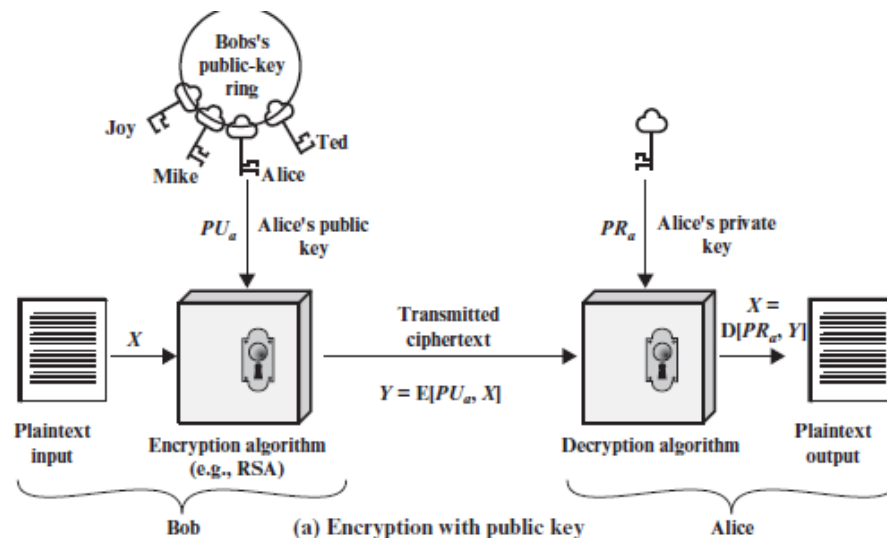 Bobs's
public-key
ring
Joy
Ted
Mike
Alice
PUa
Alice's public
key
PRa
Alice's private
key
X
Transmitted
ciphertext
X =
D[PRa, Y]
Y = E[PUa, X]
Plaintext
input
Encryption algorithm
(e.g., RSA)
Decryption algorithm
Plaintext
output
Bob
(a) Encryption with public key
Alice